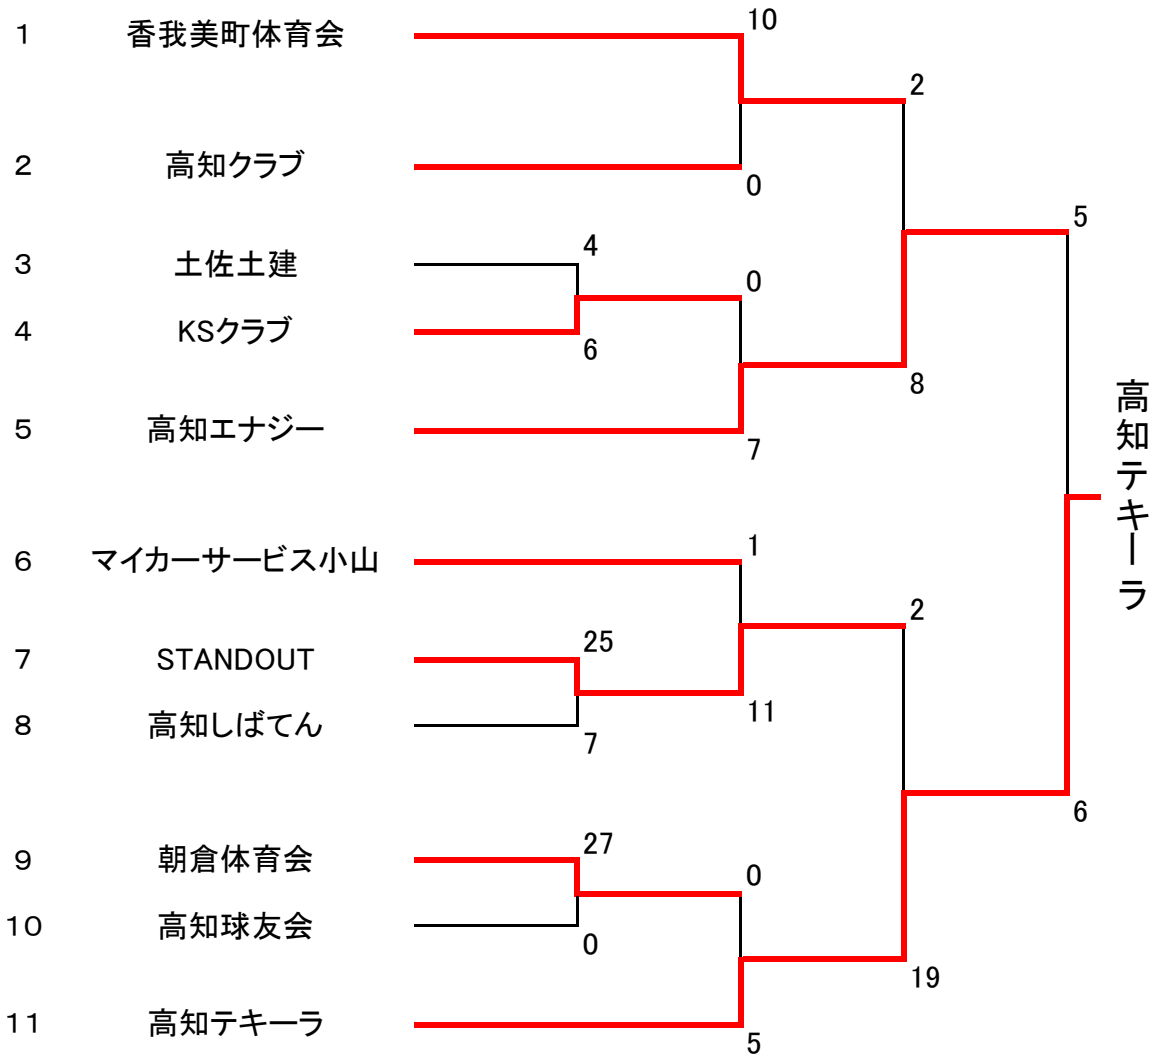 1 香我美町体育会
10
2
2 高知クラブ
0
5
3 土佐土建
4
0
4 KSクラブ
6
8
5 高知エナジー
7
高知テキーラ
6 マイカーサービス小山
1
2
7 STANDOUT
25
11
8 高知しばてん
7
6
9 朝倉体育会
27
0
10 高知球友会
0
19
11 高知テキーラ
5